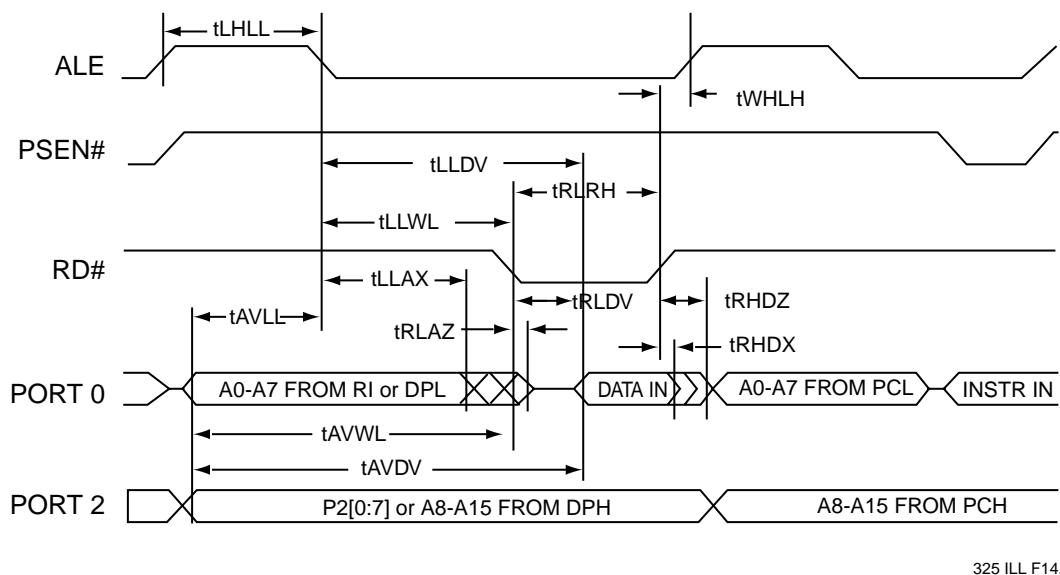 tLHLL
ALE
tWHLH
PSEN#
tLLDV
tRLRH
tLLWL
RD#
tLLAX
tRLDV
tRHDZ
tAVLL
tRLAZ
tRHDX
PORT 0
A0-A7 FROM RI or DPL
DATA IN
A0-A7 FROM PCL
INSTR IN
tAVWL
tAVDV
PORT 2
P2[0:7] or A8-A15 FROM DPH
A8-A15 FROM PCH
325 ILL F14